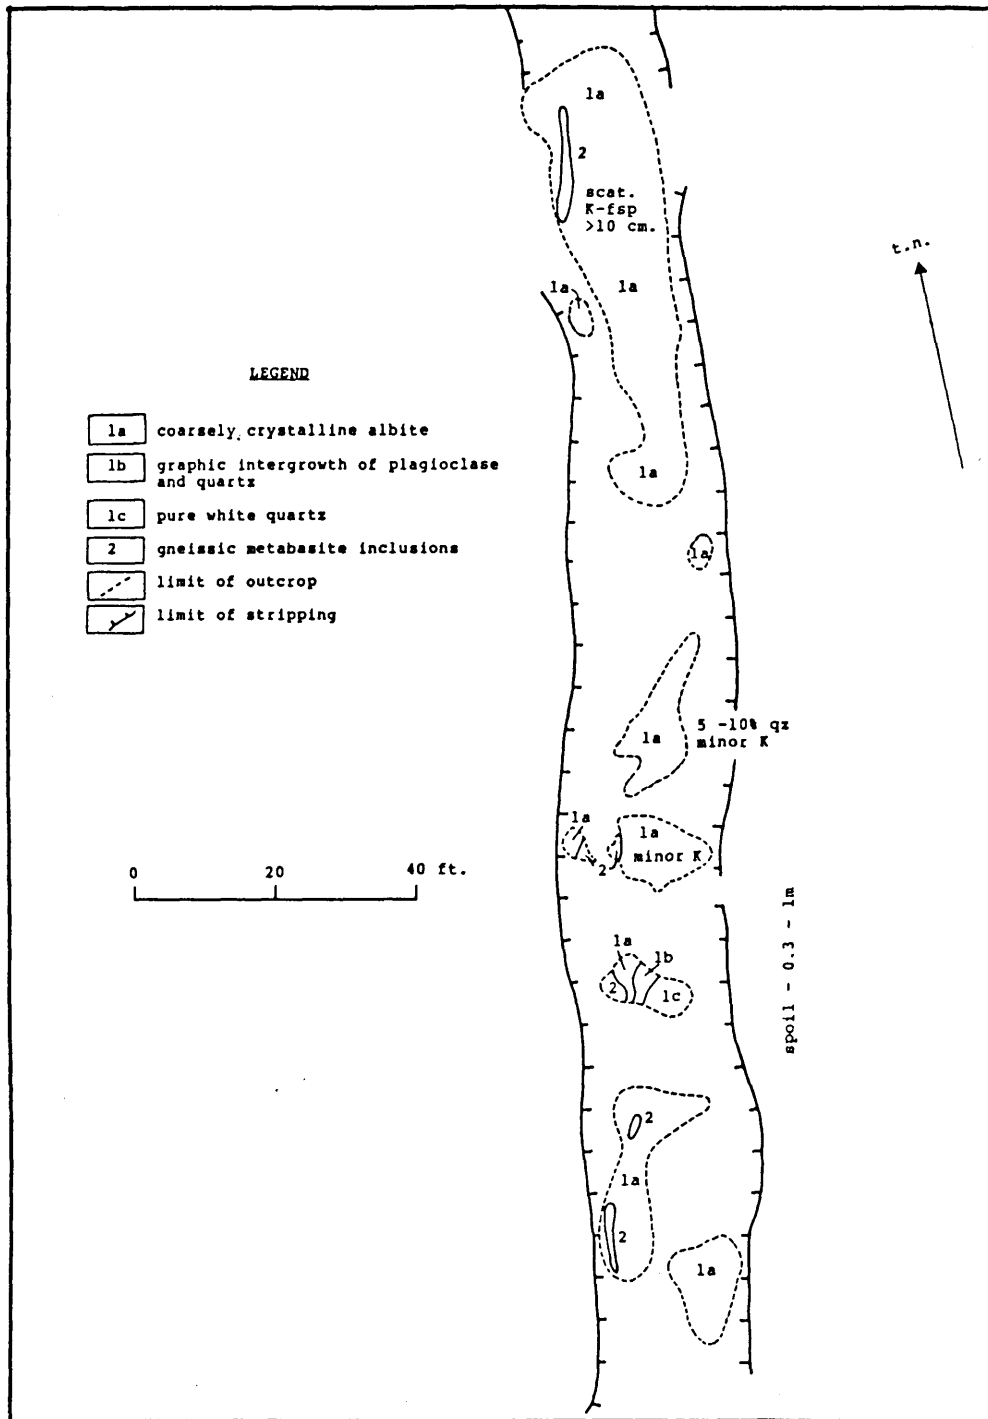 1a
2
scat.
K-fsp
>10 cm.
t.n.
1a
1a
LEGEND
1a coarsely crystalline albite
1b graphic intergrowth of plagioclase
and quartz
1c pure white quartz
2 gneissic metabasite inclusions
limit of outcrop
limit of stripping
1a
1a
5 -10% qz
minor K
1a
1a
1a
minor K
2
0 20 40 ft.
spoil - 0.3 - 1m
1a
1b
2
1c
2
1a
2
1a